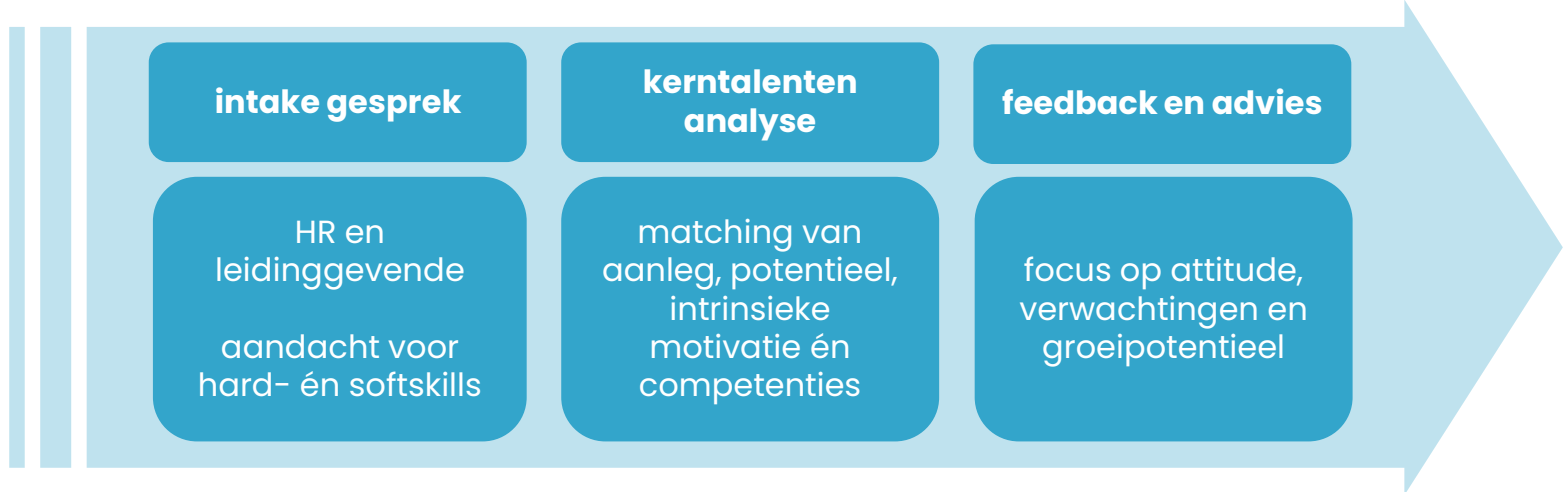 intake gesprek
HR en
leidinggevende
aandacht voor
hard- én softskills
kerntalenten
analyse
matching van
aanleg, potentieel,
intrinsieke
motivatie én
competenties
feedback en advies
focus op attitude,
verwachtingen en
groeipotentieel